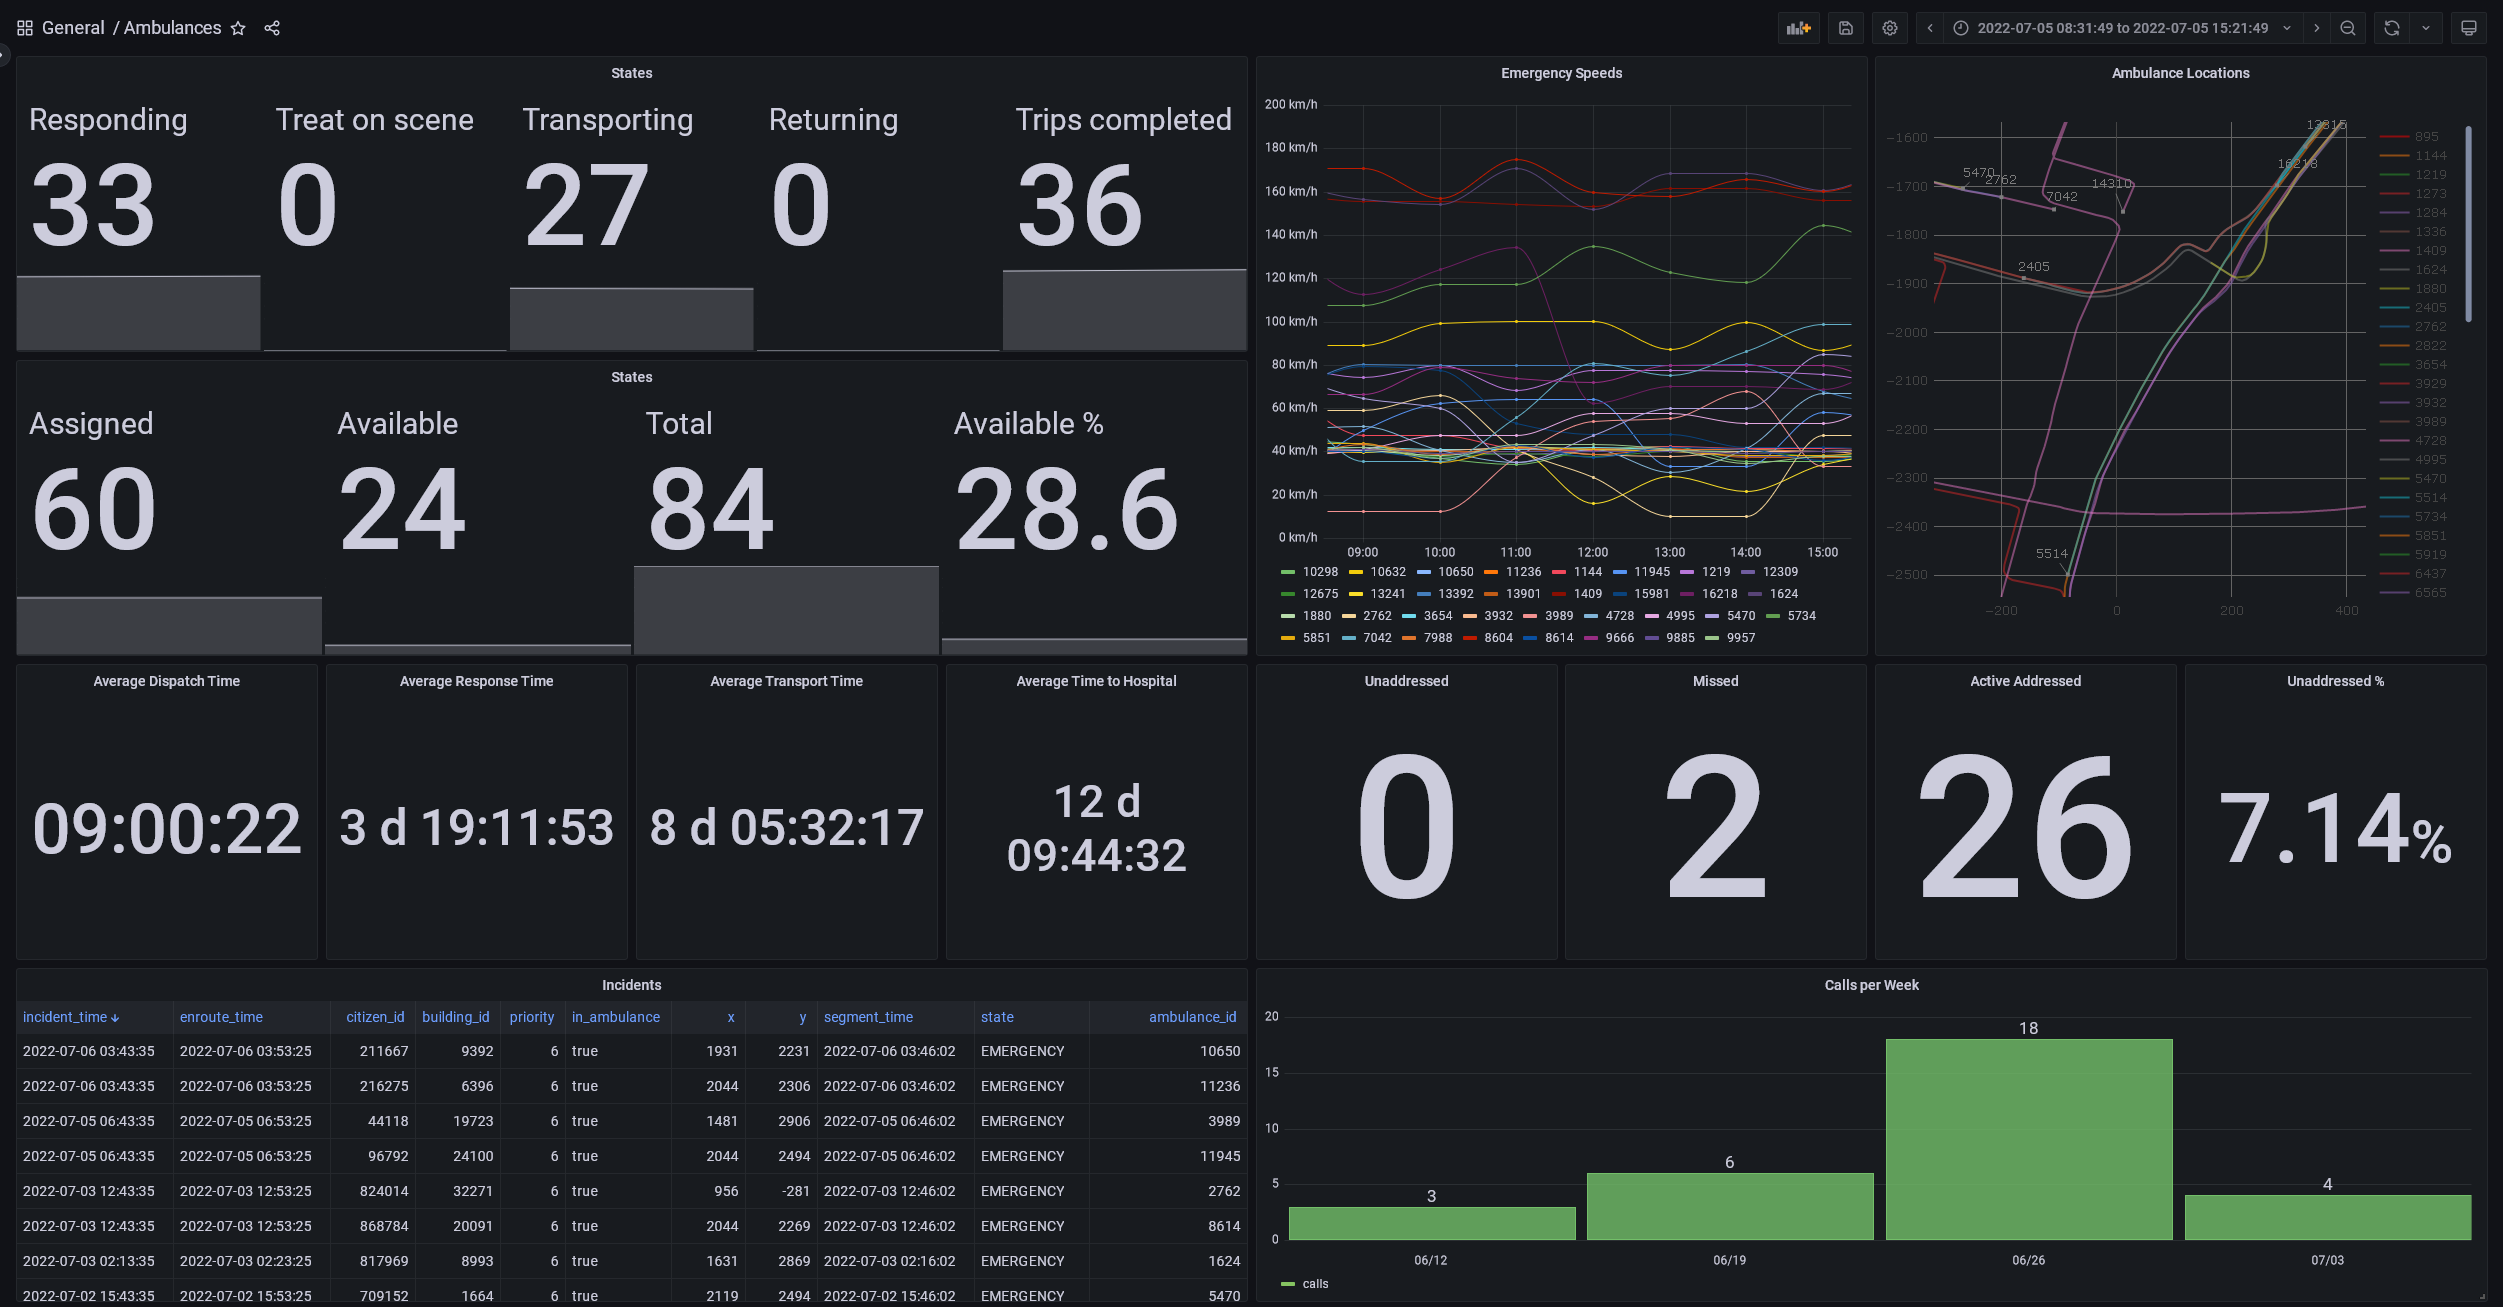 General / Ambulances
2022-07-05 08:31:49 to 2022-07-05 15:21:49
States
Responding Treat on scene Transporting Returning Trips completed
33 0 27 0 36
States
Assigned Available Total Available %
60 24 84 28.6
Emergency Speeds
200 km/h
180 km/h
160 km/h
140 km/h
120 km/h
100 km/h
80 km/h
60 km/h
40 km/h
20 km/h
0 km/h
09:00 10:00 11:00 12:00 13:00 14:00 15:00
10298 10632 10650 11236 1144 11945 1219 12309
12675 13241 13392 13901 1409 15981 16218 1624
1880 2762 3654 3932 3989 4728 4995 5470 5734
5851 7042 7988 8604 8614 9666 9885 9957
Ambulance Locations
13315
16218
5470
2762
14310
7042
2405
5514
−1600
−1700
−1800
−1900
−2000
−2100
−2200
−2300
−2400
−2500
−200 0 200 400
895
1144
1219
1273
1284
1336
1409
1624
1880
2405
2762
2822
3654
3929
3932
3989
4728
4995
5470
5514
5734
5851
5919
6437
6565
Average Dispatch Time
09:00:22
Average Response Time
3 d 19:11:53
Average Transport Time
8 d 05:32:17
Average Time to Hospital
12 d
09:44:32
Unaddressed
0
Missed
2
Active Addressed
26
Unaddressed %
7.14%
Incidents
incident_time enroute_time citizen_id building_id priority in_ambulance x y segment_time state ambulance_id
2022-07-06 03:43:35 2022-07-06 03:53:25 211667 9392 6 true 1931 2231 2022-07-06 03:46:02 EMERGENCY 10650
2022-07-06 03:43:35 2022-07-06 03:53:25 216275 6396 6 true 2044 2306 2022-07-06 03:46:02 EMERGENCY 11236
2022-07-05 06:43:35 2022-07-05 06:53:25 44118 19723 6 true 1481 2906 2022-07-05 06:46:02 EMERGENCY 3989
2022-07-05 06:43:35 2022-07-05 06:53:25 96792 24100 6 true 2044 2494 2022-07-05 06:46:02 EMERGENCY 11945
2022-07-03 12:43:35 2022-07-03 12:53:25 824014 32271 6 true 956 -281 2022-07-03 12:46:02 EMERGENCY 2762
2022-07-03 12:43:35 2022-07-03 12:53:25 868784 20091 6 true 2044 2269 2022-07-03 12:46:02 EMERGENCY 8614
2022-07-03 02:13:35 2022-07-03 02:23:25 817969 8993 6 true 1631 2869 2022-07-03 02:16:02 EMERGENCY 1624
2022-07-02 15:43:35 2022-07-02 15:53:25 709152 1664 6 true 2119 2494 2022-07-02 15:46:02 EMERGENCY 5470
Calls per Week
20
15
10
5
0
3 6 18 4
06/12 06/19 06/26 07/03
calls